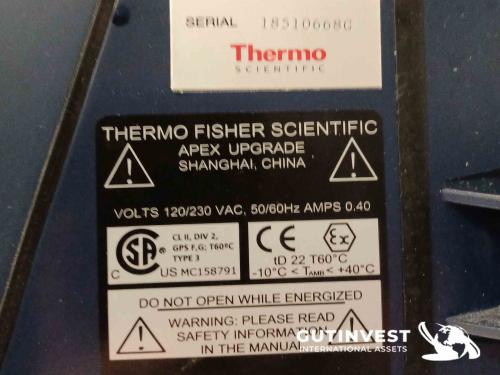 SERIAL 18510668G
Thermo
SCIENTIFIC
THERMO FISHER SCIENTIFIC
APEX UPGRADE
SHANGHAI, CHINA
VOLTS 120/230 VAC, 50/60Hz AMPS 0.40
CL II, DIV 2,
GPS F,G; T60ºC
TYPE 3
C US MC158791
CE Ex
tD 22 T60°C
-10°C < TAMB < +40°C
DO NOT OPEN WHILE ENERGIZED
WARNING: PLEASE READ
SAFETY INFORMATION
IN THE MANUAL
GUTINVEST
INTERNATIONAL ASSETS